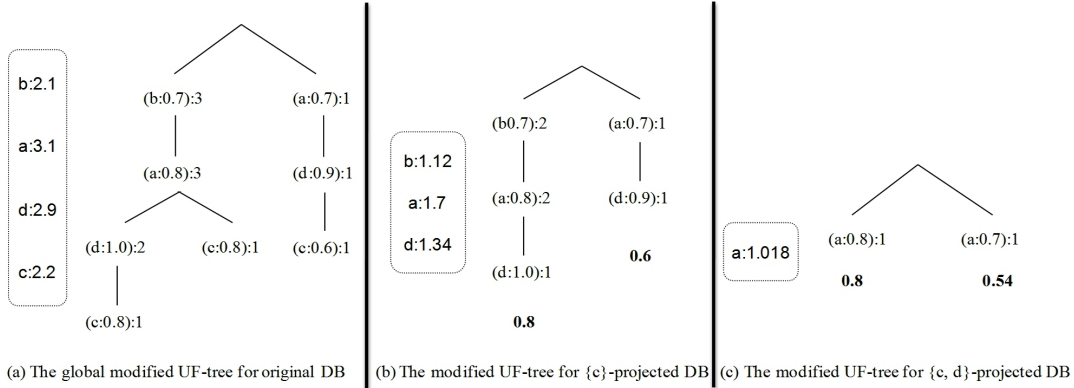 b:2.1
a:3.1
d:2.9
c:2.2
(b:0.7):3 (a:0.7):1
(a:0.8):3 (d:0.9):1
(d:1.0):2 (c:0.8):1 (c:0.6):1
(c:0.8):1
(a) The global modified UF-tree for original DB
b:1.12
a:1.7
d:1.34
(b0.7):2 (a:0.7):1
(a:0.8):2 (d:0.9):1
(d:1.0):1 0.6
0.8
(b) The modified UF-tree for {c}-projected DB
a:1.018
(a:0.8):1 (a:0.7):1
0.8 0.54
(c) The modified UF-tree for {c, d}-projected DB